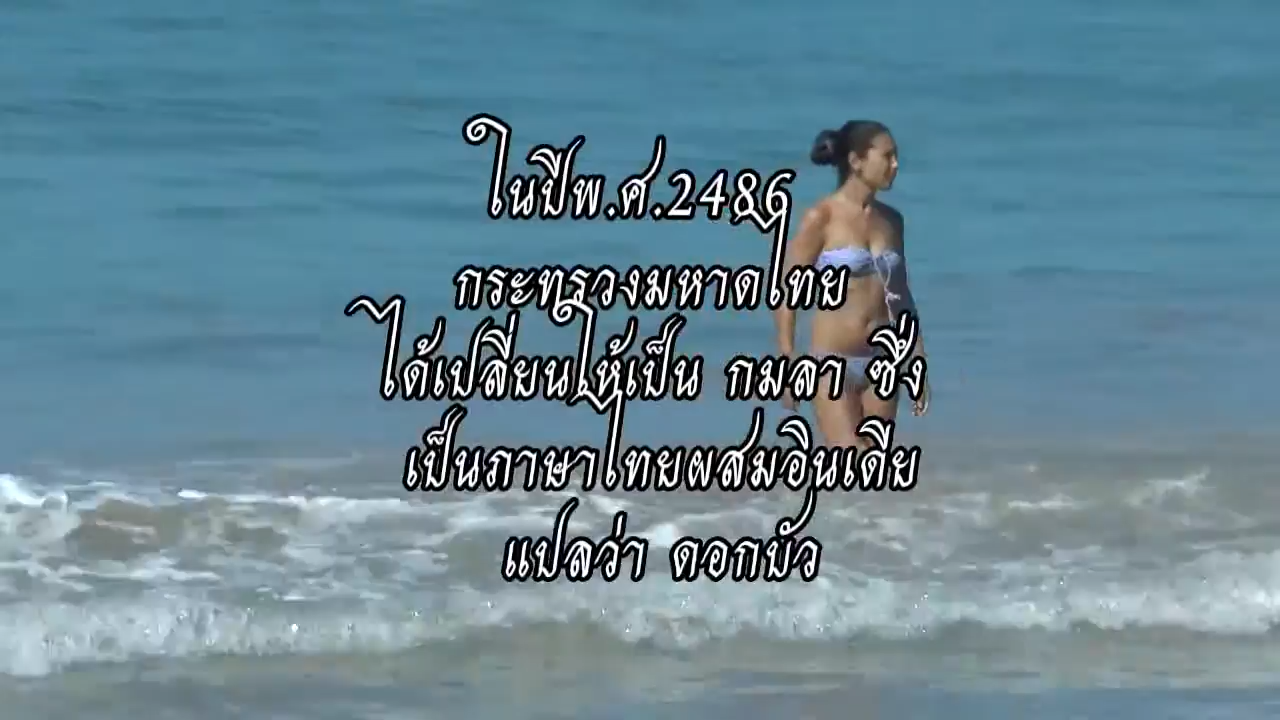 ในปีพ.ศ.2486
กระทรวงมหาดไทย
ได้เปลี่ยนให้เป็น กมลา ซึ่ง
เป็นภาษาไทยผสมอินเดีย
แปลว่า ดอกบัว